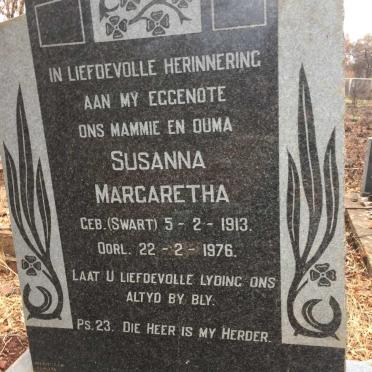 IN LIEFDEVOLLE HERINNERING
AAN MY EGGENOTE
ONS MAMMIE EN OUMA
SUSANNA
MARGARETHA
GEB. (SWART) 5-2-1913.
OORL. 22-2-1976.
LAAT U LIEFDEVOLLE LYDING ONS
ALTYD BY BLY.
PS. 23. DIE HEER IS MY HERDER.